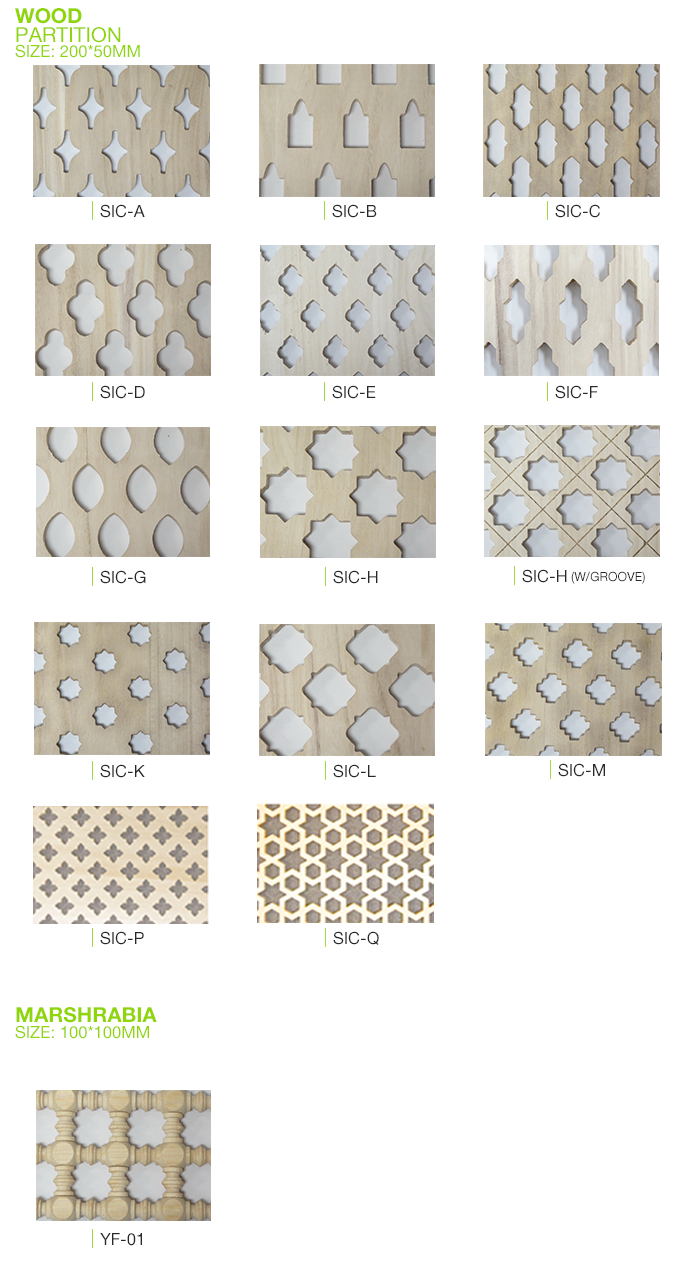 WOOD
PARTITION
SIZE: 200*50MM
SIC-A
SIC-B
SIC-C
SIC-D
SIC-E
SIC-F
SIC-G
SIC-H
SIC-H (W/GROOVE)
SIC-K
SIC-L
SIC-M
SIC-P
SIC-Q
MARSHRABIA
SIZE: 100*100MM
YF-01